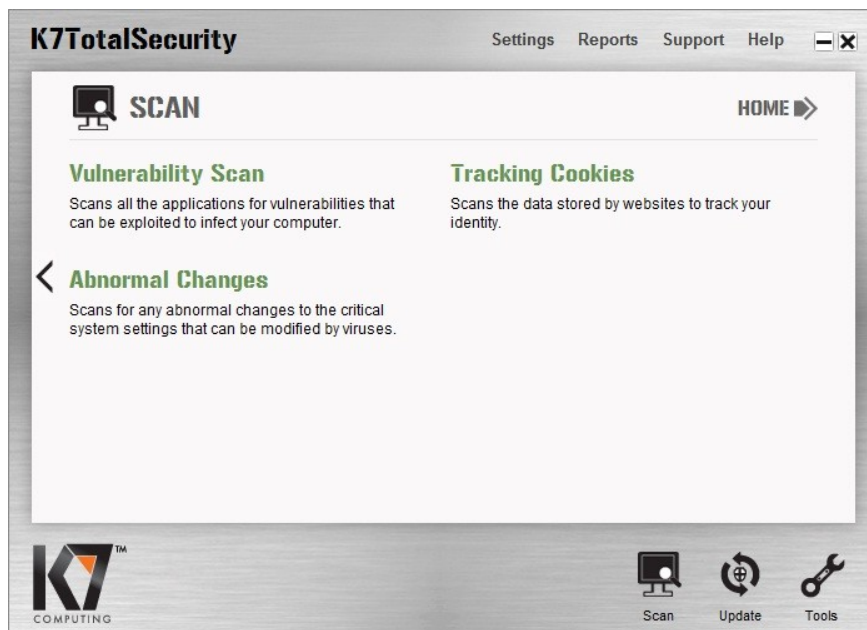 K7TotalSecurity
Settings Reports Support Help
SCAN
HOME
Vulnerability Scan
Scans all the applications for vulnerabilities that
can be exploited to infect your computer.
Tracking Cookies
Scans the data stored by websites to track your
identity.
Abnormal Changes
Scans for any abnormal changes to the critical
system settings that can be modified by viruses.
K7™
COMPUTING
Scan Update Tools